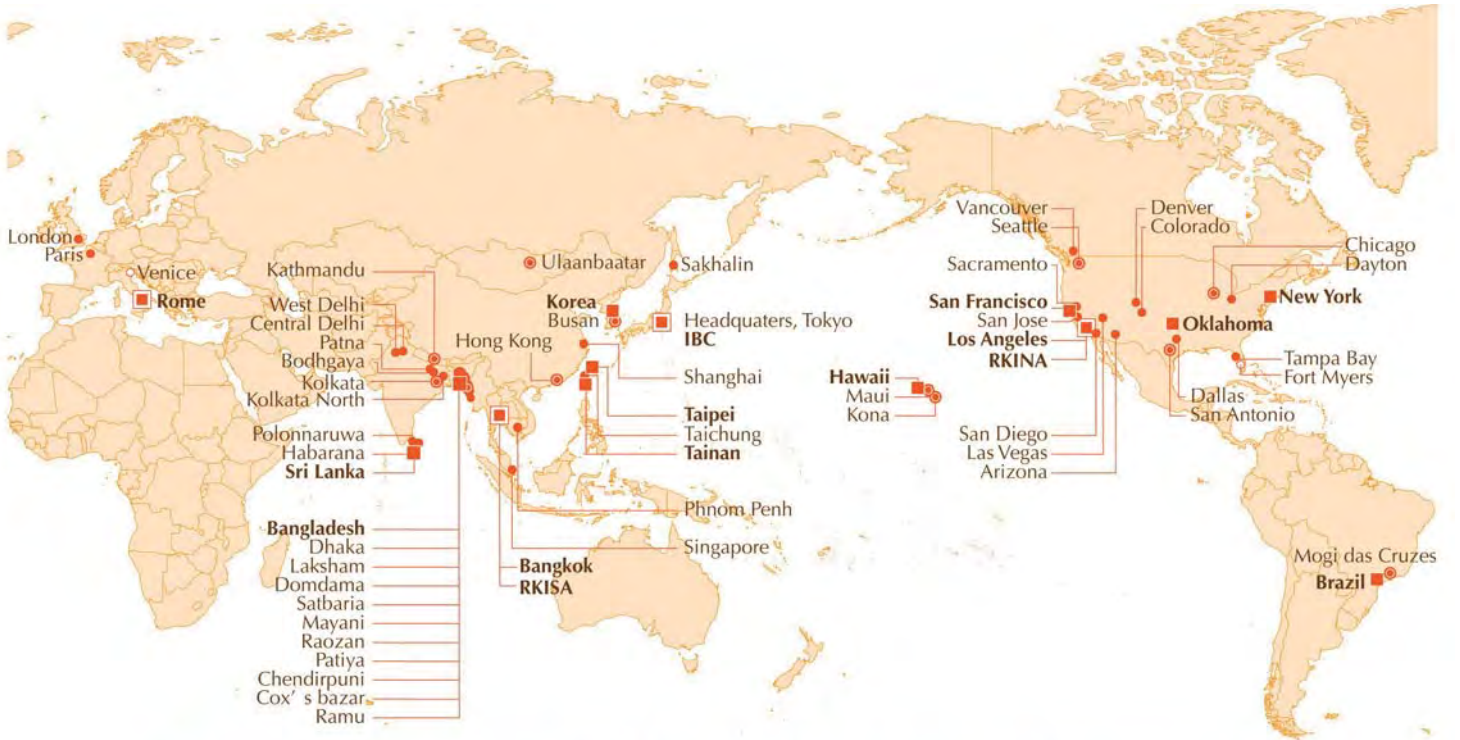 London
Paris
Venice
Rome
Kathmandu
West Delhi
Central Delhi
Patna
Bodhgaya
Kolkata
Kolkata North
Polonnaruwa
Habarana
Sri Lanka
Bangladesh
Dhaka
Laksham
Domdama
Satbaria
Mayani
Raozan
Patiya
Chendirpuni
Cox' s bazar
Ramu
Ulaanbaatar
Sakhalin
Korea
Busan
Hong Kong
Headquaters, Tokyo
IBC
Shanghai
Taipei
Taichung
Tainan
Phnom Penh
Singapore
Bangkok
RKISA
Hawaii
Maui
Kona
Vancouver
Seattle
Sacramento
San Francisco
San Jose
Los Angeles
RKINA
San Diego
Las Vegas
Arizona
Denver
Colorado
Chicago
Dayton
New York
Oklahoma
Tampa Bay
Fort Myers
Dallas
San Antonio
Mogi das Cruzes
Brazil